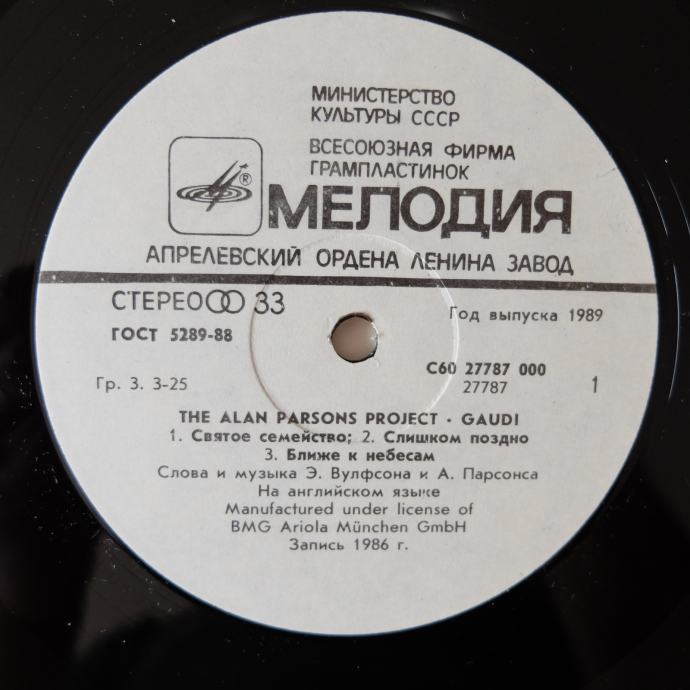 МИНИСТЕРСТВО
КУЛЬТУРЫ СССР
ВСЕСОЮЗНАЯ ФИРМА
ГРАМПЛАСТИНОК
®
МЕЛОДИЯ
АПРЕЛЕВСКИЙ ОРДЕНА ЛЕНИНА ЗАВОД
СТЕРЕО 33
Год выпуска 1989
ГОСТ 5289-88
С60 27787 000
Гр. 3. 3-25
27787
1
THE ALAN PARSONS PROJECT · GAUDI
1. Святое семейство; 2. Слишком поздно
3. Ближе к небесам
Слова и музыка Э. Вулфсона и А. Парсонса
На английском языке
Manufactured under license of
BMG Ariola München GmbH
Запись 1986 г.